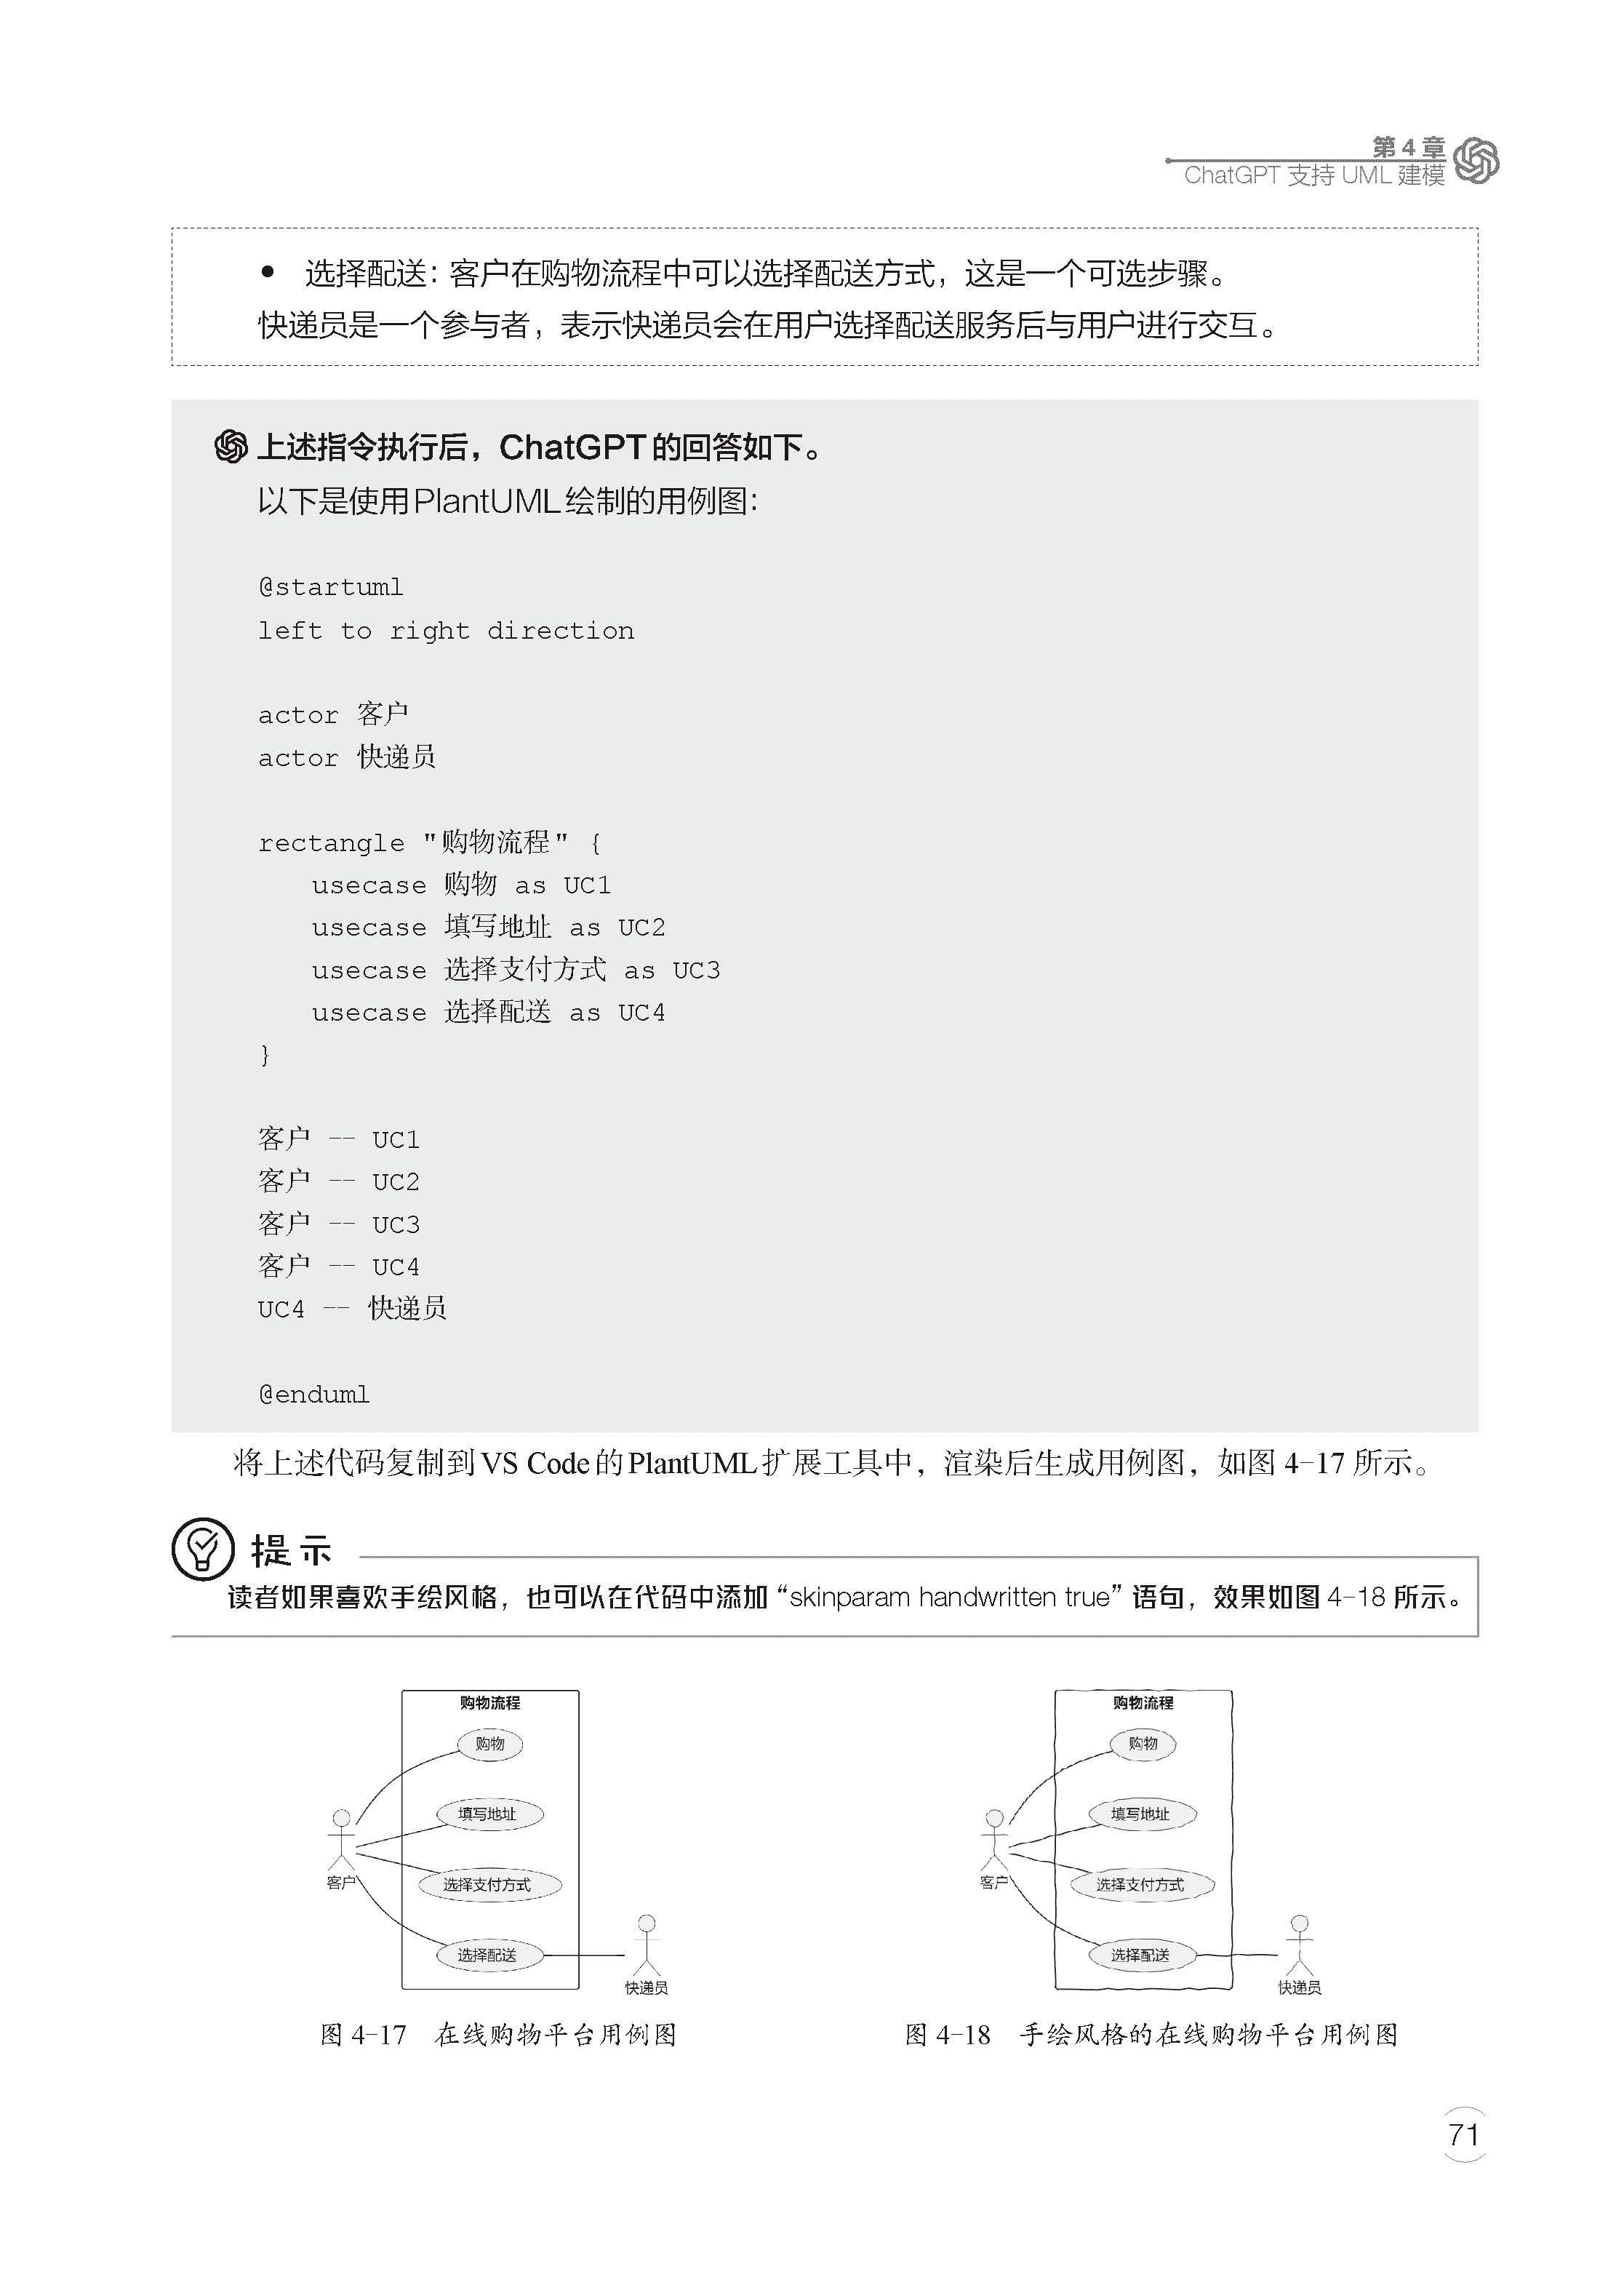 第4章
ChatGPT 支持 UML 建模
• 选择配送：客户在购物流程中可以选择配送方式，这是一个可选步骤。
快递员是一个参与者，表示快递员会在用户选择配送服务后与用户进行交互。
上述指令执行后，ChatGPT的回答如下。
以下是使用PlantUML绘制的用例图：
@startuml
left to right direction
actor 客户
actor 快递员
rectangle "购物流程" {
usecase 购物 as UC1
usecase 填写地址 as UC2
usecase 选择支付方式 as UC3
usecase 选择配送 as UC4
}
客户 -- UC1
客户 -- UC2
客户 -- UC3
客户 -- UC4
UC4 -- 快递员
@enduml
将上述代码复制到VS Code的PlantUML扩展工具中，渲染后生成用例图，如图 4-17 所示。
提示
读者如果喜欢手绘风格，也可以在代码中添加“skinparam handwritten true”语句，效果如图 4-18 所示。
购物流程
购物
填写地址
选择支付方式
选择配送
客户
快递员
图 4-17 在线购物平台用例图
购物流程
购物
填写地址
选择支付方式
选择配送
客户
快递员
图 4-18 手绘风格的在线购物平台用例图
71